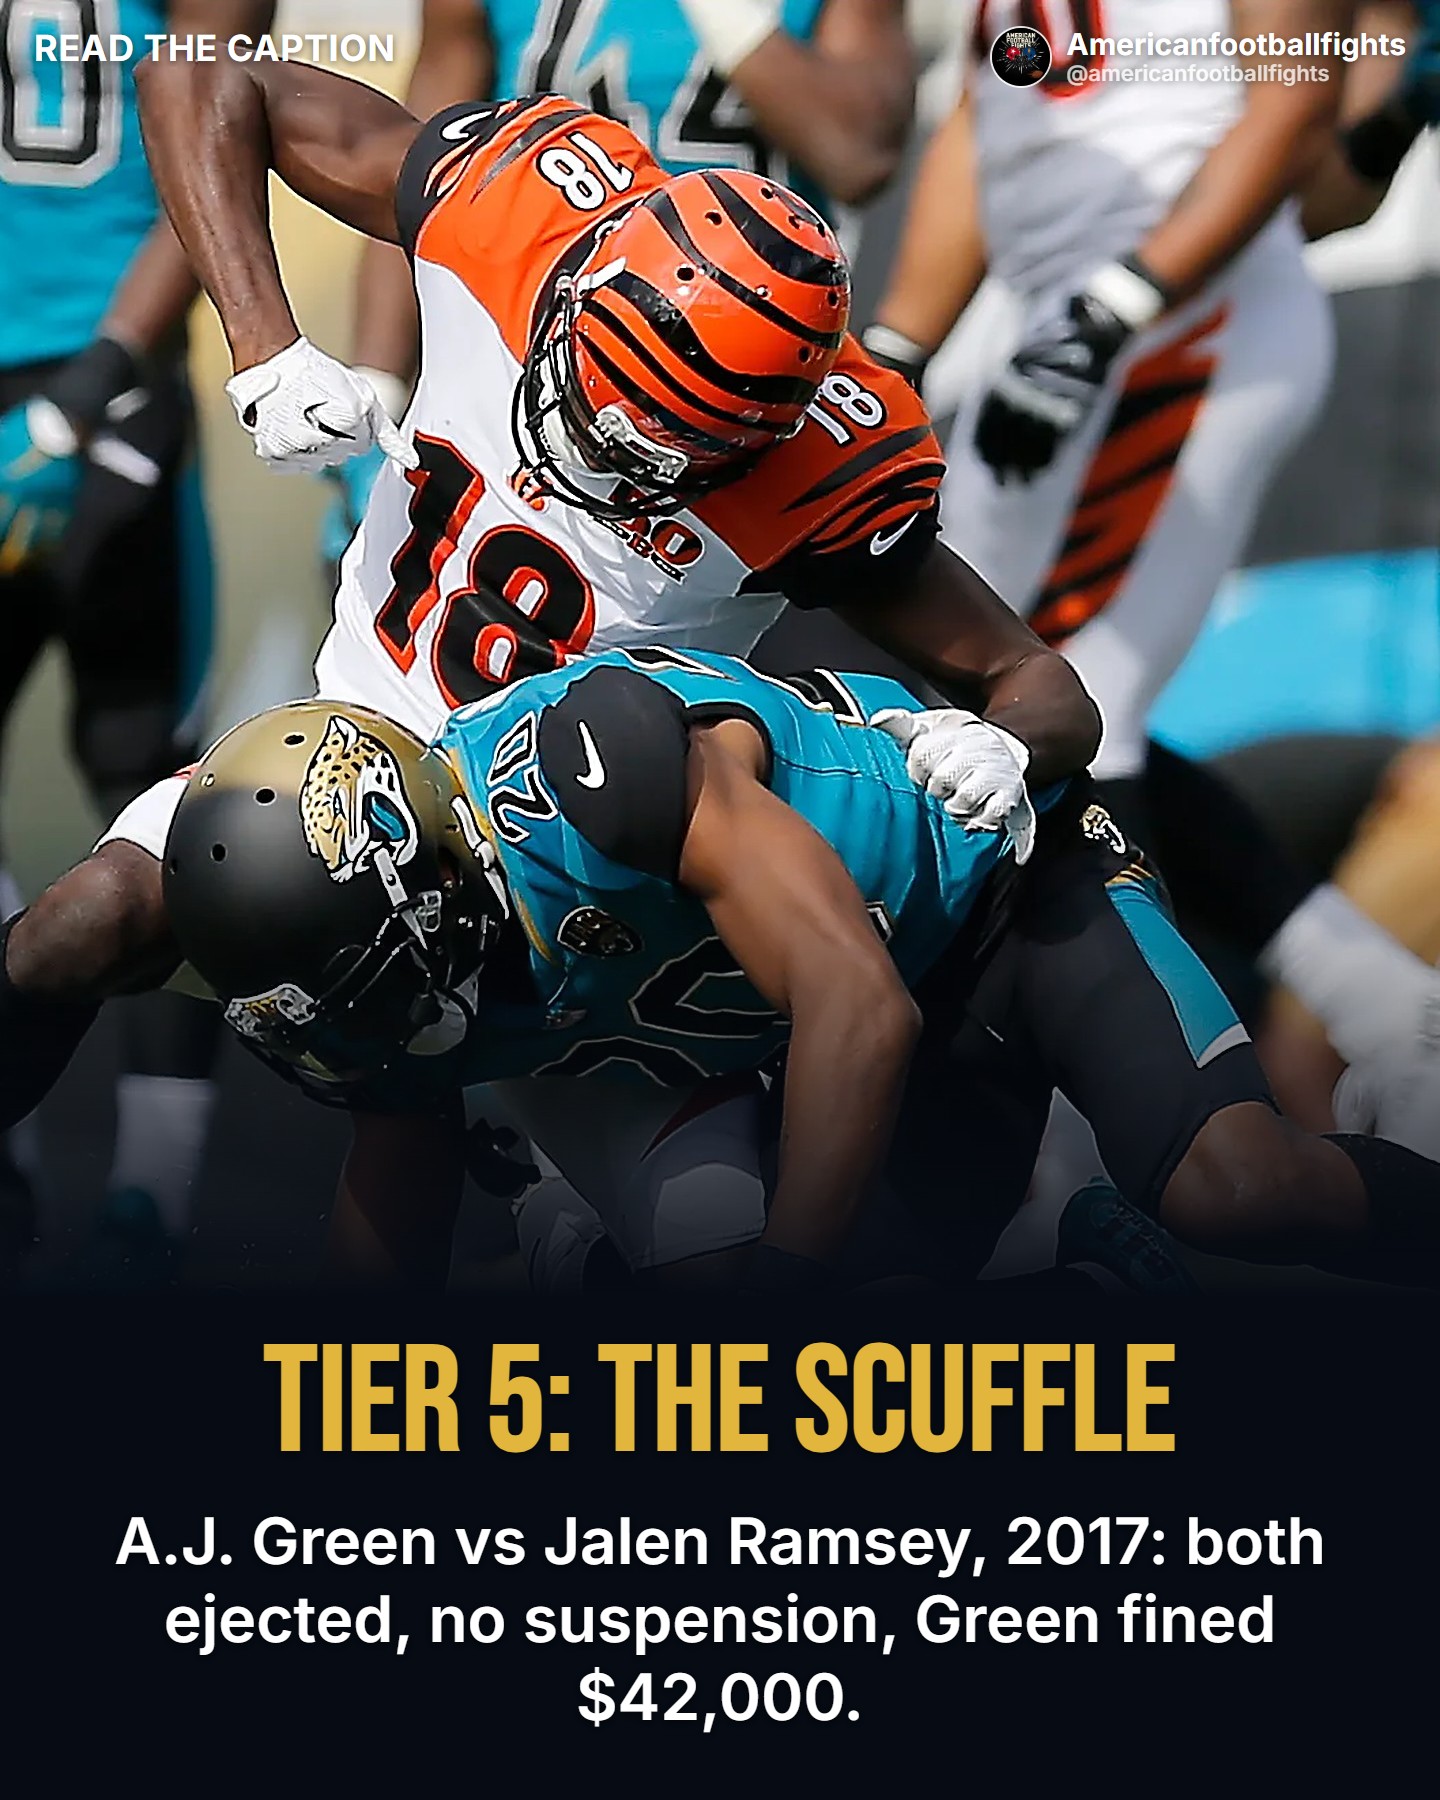 READ THE CAPTION
Americanfootballfights
@americanfootballfights
18
18
18
20
TIER 5: THE SCUFFLE
A.J. Green vs Jalen Ramsey, 2017: both
ejected, no suspension, Green fined
$42,000.